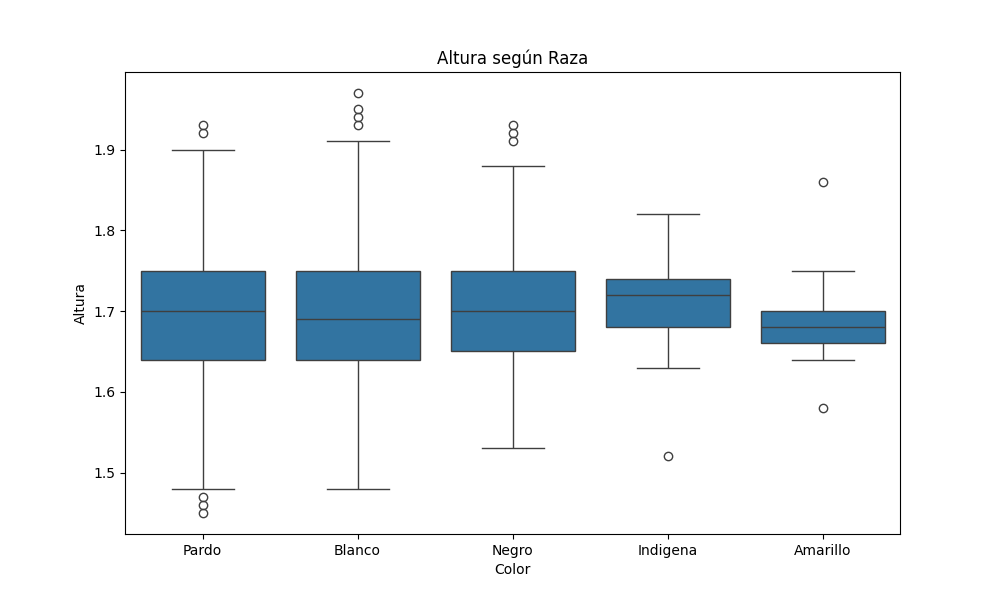 Altura según Raza
Altura
1.9
1.8
1.7
1.6
1.5
Pardo
Blanco
Negro
Indigena
Amarillo
Color